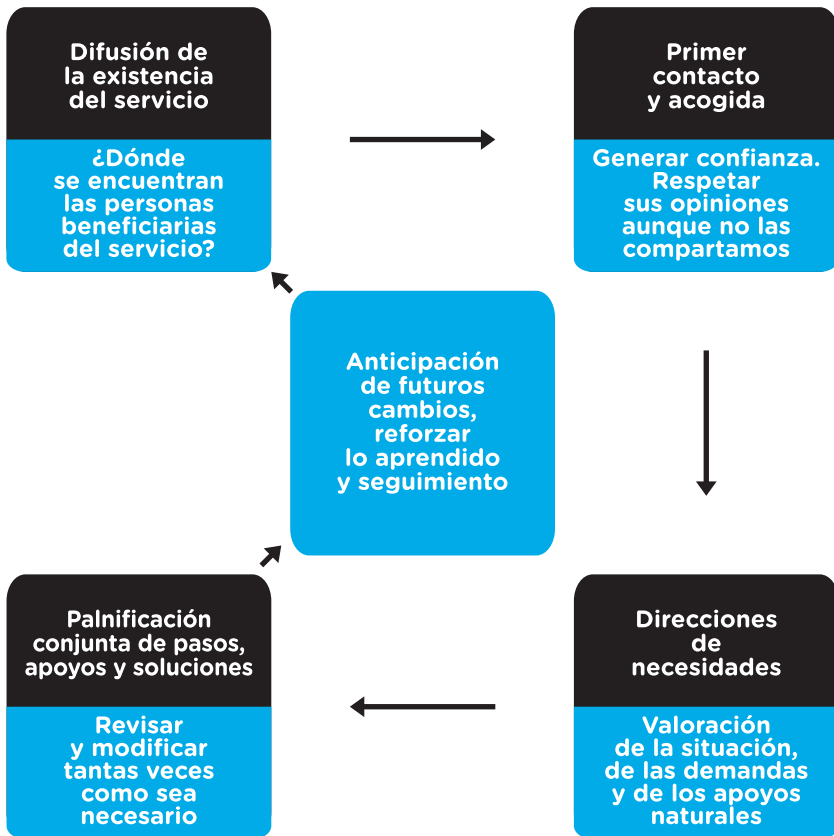 Difusión de
la existencia
del servicio
¿Dónde
se encuentran
las personas
beneficiarias
del servicio?
Primer
contacto
y acogida
Generar confianza.
Respetar
sus opiniones
aunque no las
compartamos
Anticipación
de futuros
cambios,
reforzar
lo aprendido
y seguimiento
Palnificación
conjunta de pasos,
apoyos y soluciones
Revisar
y modificar
tantas veces
como sea
necesario
Direcciones
de
necesidades
Valoración
de la situación,
de las demandas
y de los apoyos
naturales